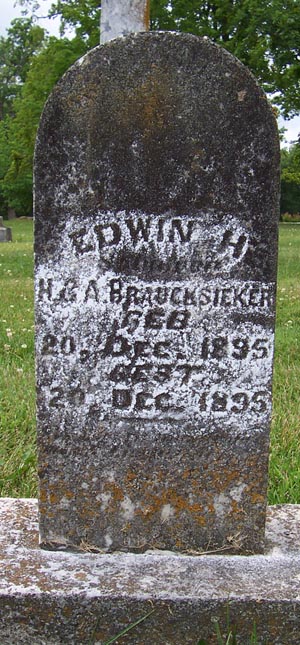 EDWIN H.
H. & A. BRAUCKSIEKER
GEB.
20, DEC. 1895
GEST.
20, DEC. 1895